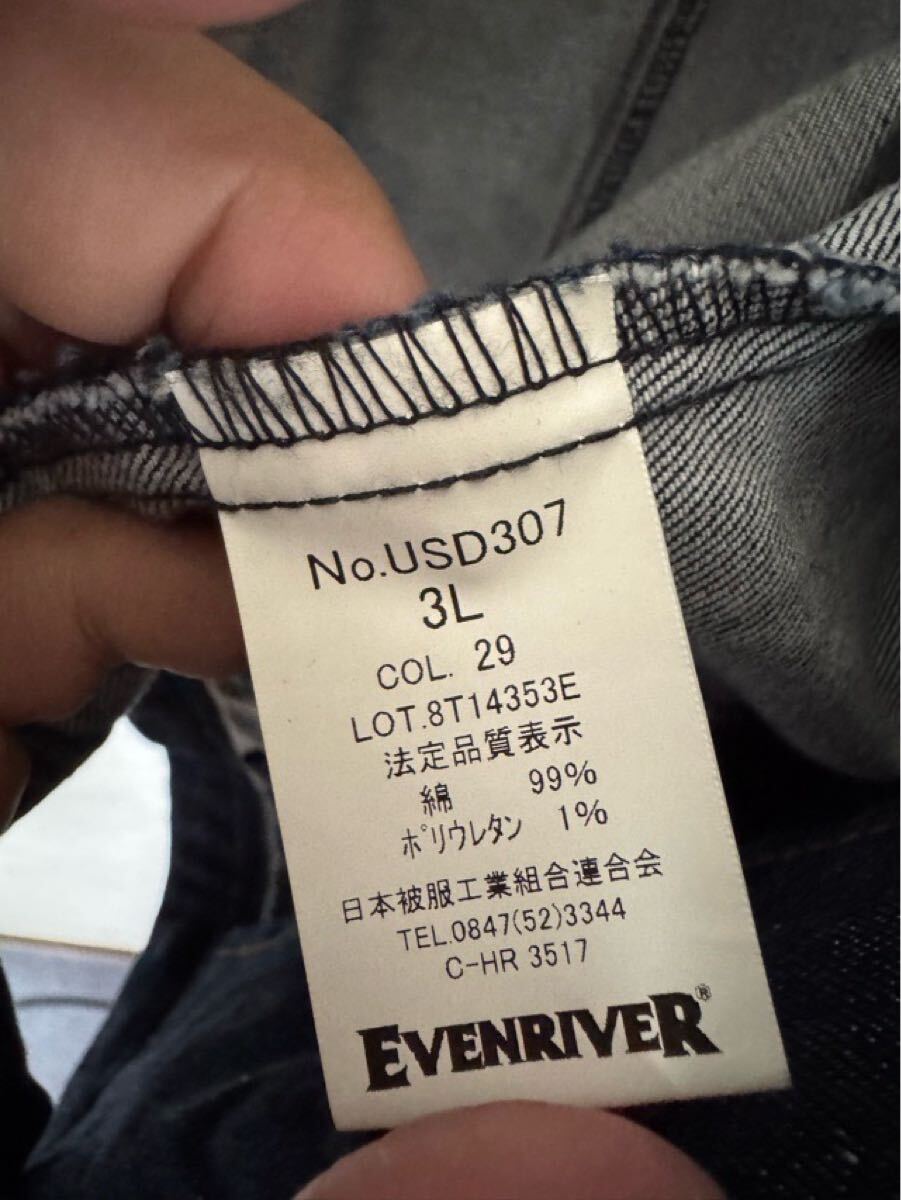 No.USD307
3L
COL. 29
LOT.8T14353E
法定品質表示
綿 99%
ﾎﾟﾘｳﾚﾀﾝ 1%
日本被服工業組合連合会
TEL.0847(52)3344
C-HR 3517
EVENRIVER®